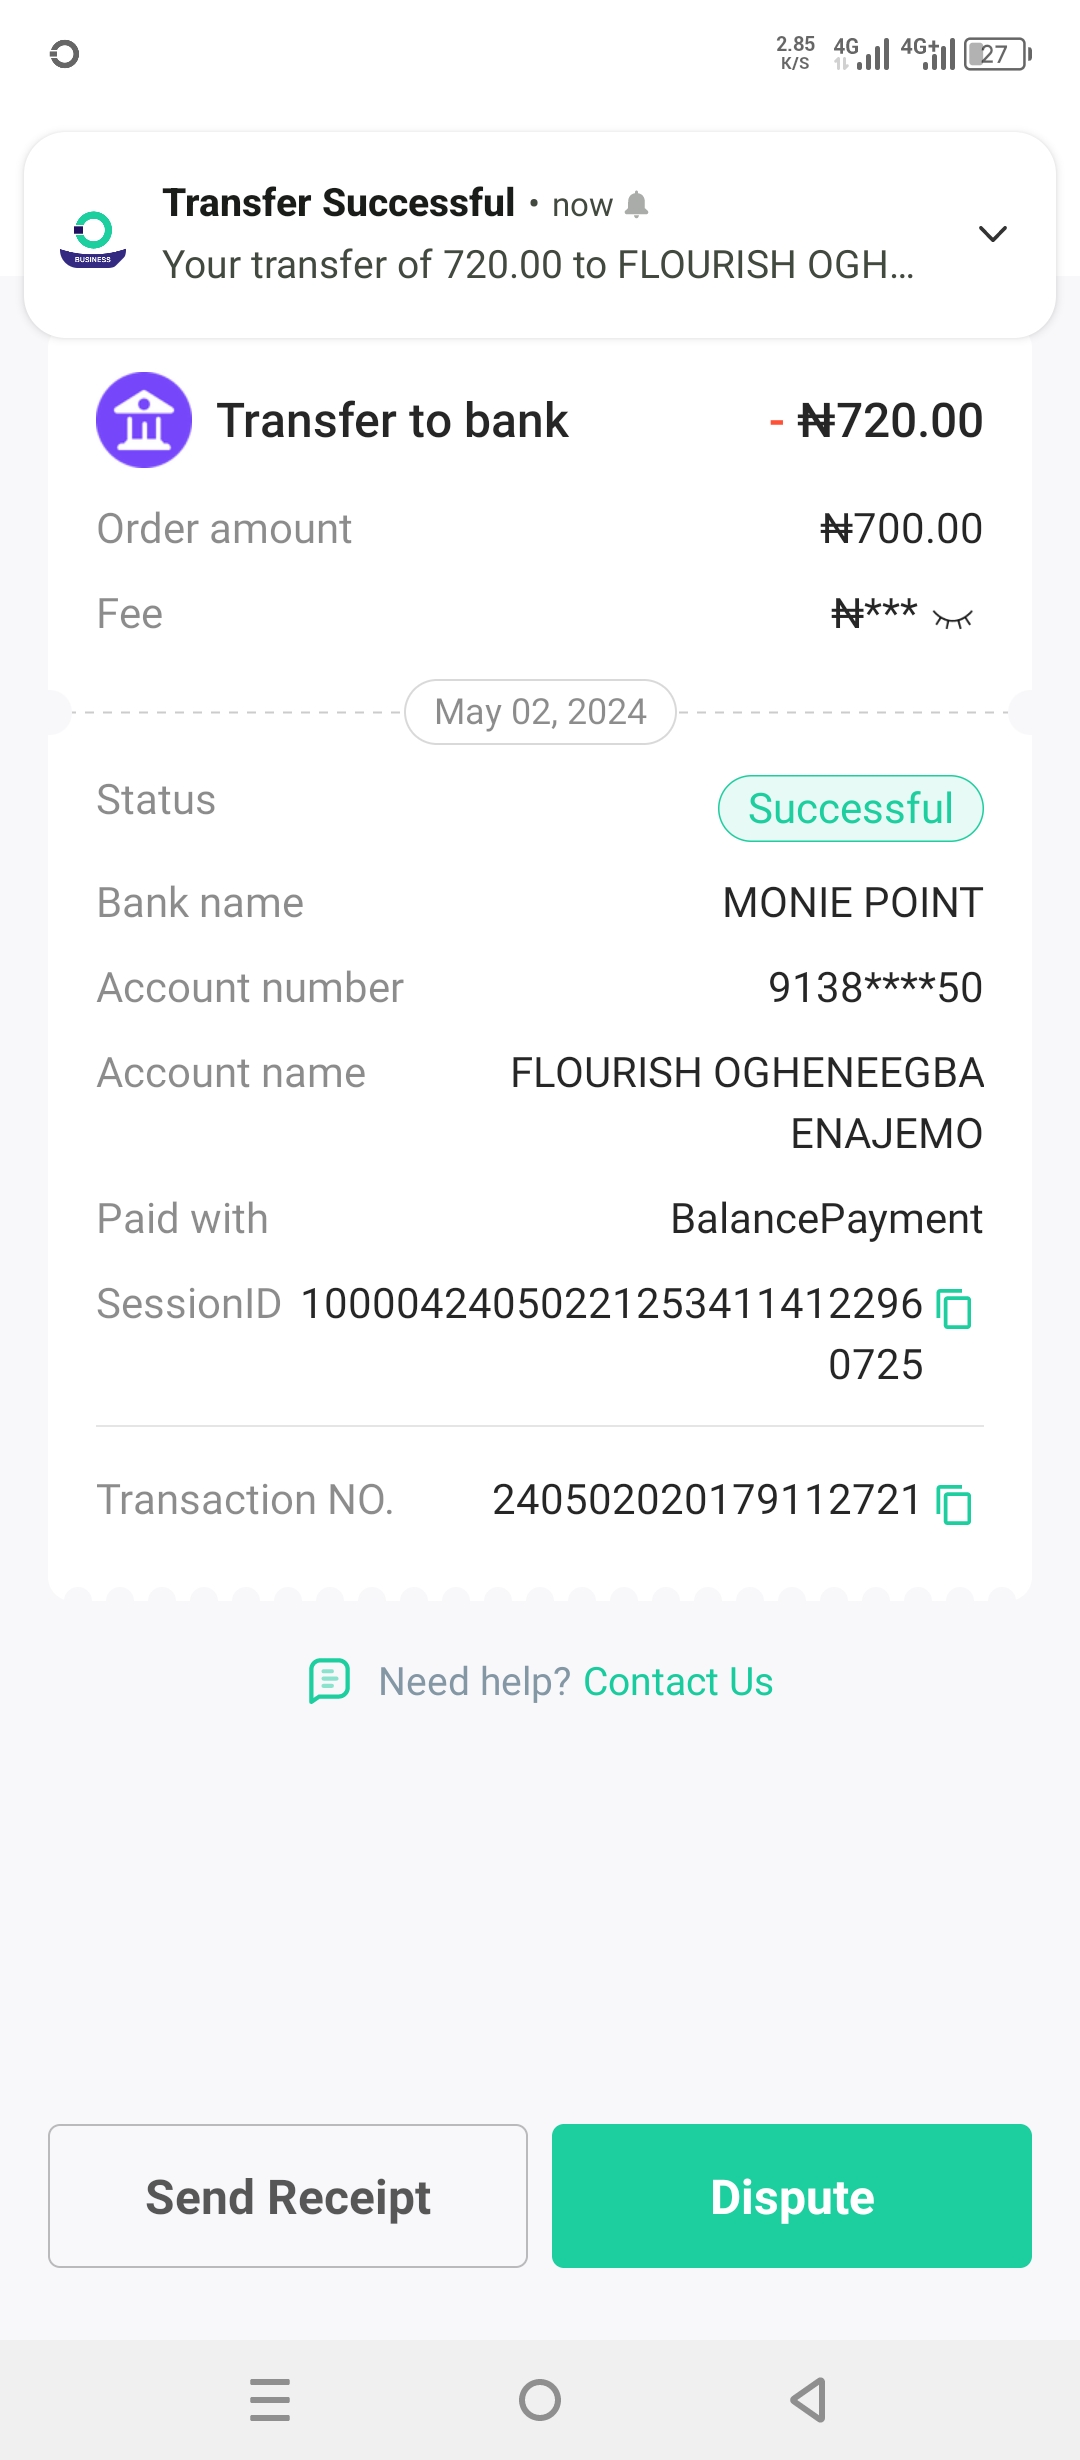 2.85
K/S
4G
4G+
27
Transfer Successful • now
BUSINESS
Your transfer of 720.00 to FLOURISH OGH...
Transfer to bank - ₦720.00
Order amount ₦700.00
Fee ₦***
May 02, 2024
Status Successful
Bank name MONIE POINT
Account number 9138****50
Account name FLOURISH OGHENEEGBA
ENAJEMO
Paid with BalancePayment
SessionID 10000424050221253411412296
0725
Transaction NO. 240502020179112721
Need help? Contact Us
Send Receipt
Dispute